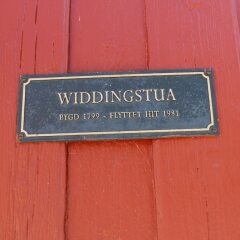 WIDDINGSTUA
BYGD 1799 - FLYTTET HIT 1981